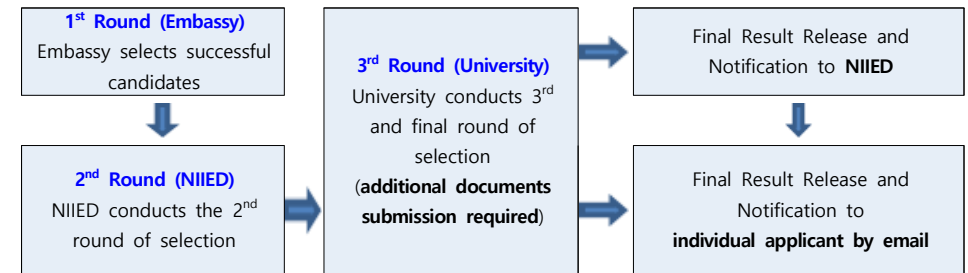 1st Round (Embassy)
Embassy selects successful
candidates
2nd Round (NIIED)
NIIED conducts the 2nd
round of selection
3rd Round (University)
University conducts 3rd
and final round of
selection
(additional documents
submission required)
Final Result Release and
Notification to NIIED
Final Result Release and
Notification to
individual applicant by email